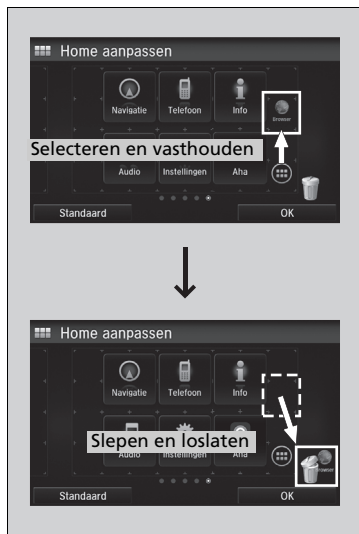 Home aanpassen
Navigatie Telefoon Info Browser
Selecteren en vasthouden
Audio Instellingen Aha
Standaard OK
Home aanpassen
Navigatie Telefoon Info
Slepen en loslaten
Audio Instellingen Aha Browser
Standaard OK